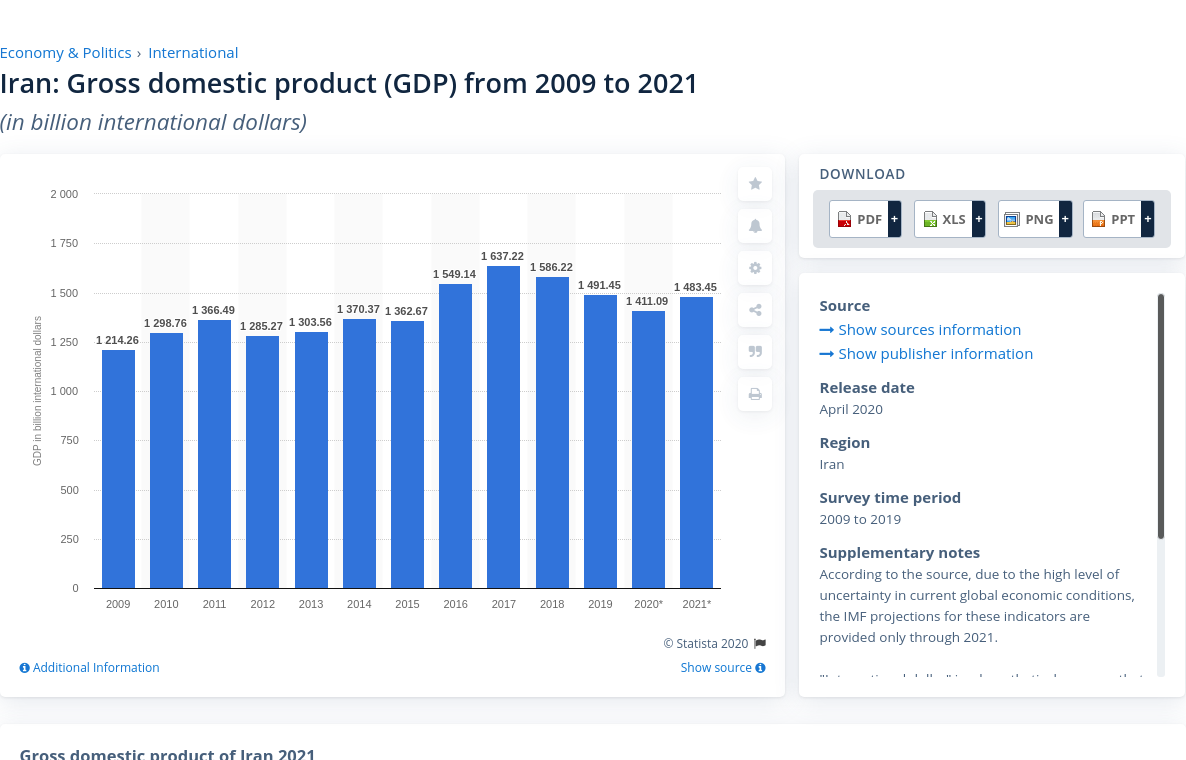 Economy & Politics › International
Iran: Gross domestic product (GDP) from 2009 to 2021
(in billion international dollars)
2 000
1 750
1 500
1 250
1 000
750
500
250
0
GDP in billion international dollars
1 214.26
1 298.76
1 366.49
1 285.27
1 303.56
1 370.37
1 362.67
1 549.14
1 637.22
1 586.22
1 491.45
1 411.09
1 483.45
2009 2010 2011 2012 2013 2014 2015 2016 2017 2018 2019 2020* 2021*
© Statista 2020
Additional Information
Show source
DOWNLOAD
PDF + XLS + PNG + PPT +
Source
Show sources information
Show publisher information
Release date
April 2020
Region
Iran
Survey time period
2009 to 2019
Supplementary notes
According to the source, due to the high level of
uncertainty in current global economic conditions,
the IMF projections for these indicators are
provided only through 2021.
Gross domestic product of Iran 2021